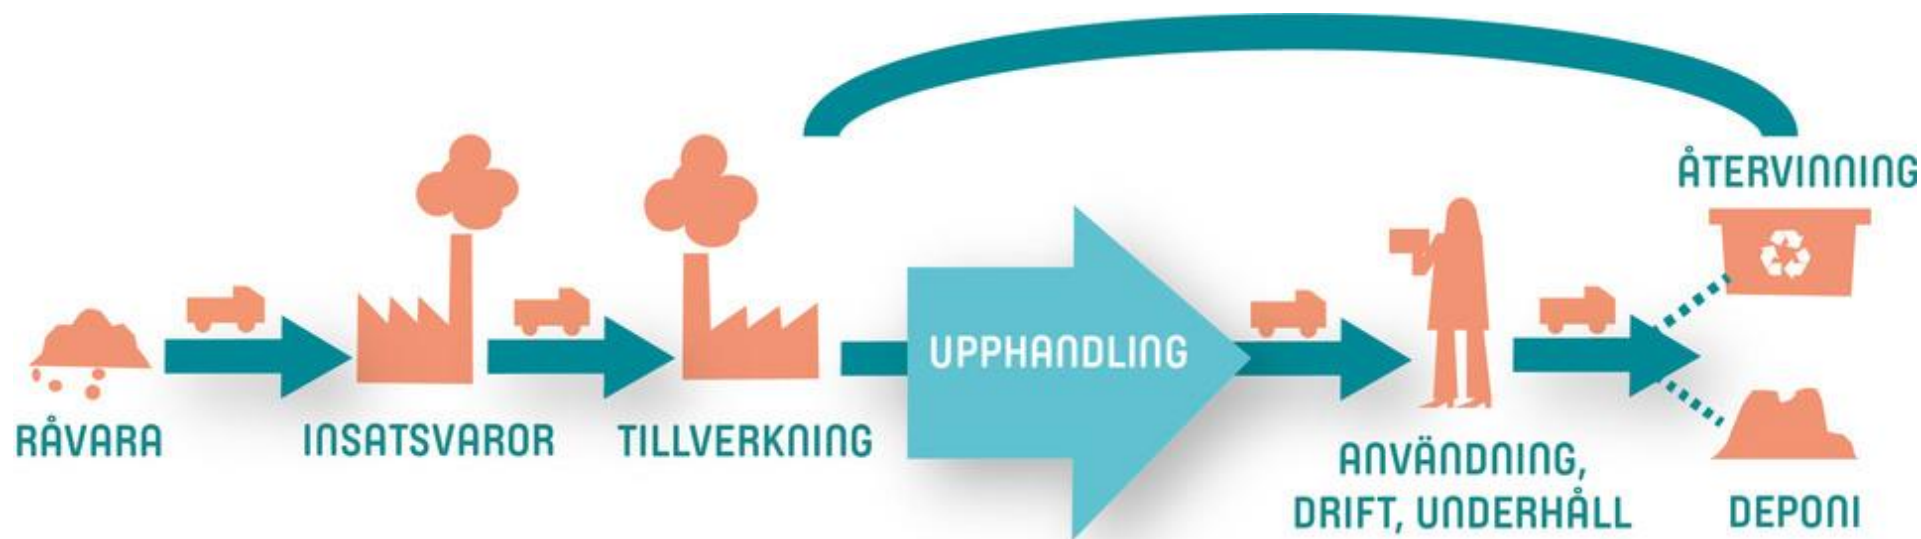 RÅVARA
INSATSVAROR
TILLVERKNING
UPPHANDLING
ANVÄNDNING,
DRIFT, UNDERHÅLL
ÅTERVINNING
DEPONI